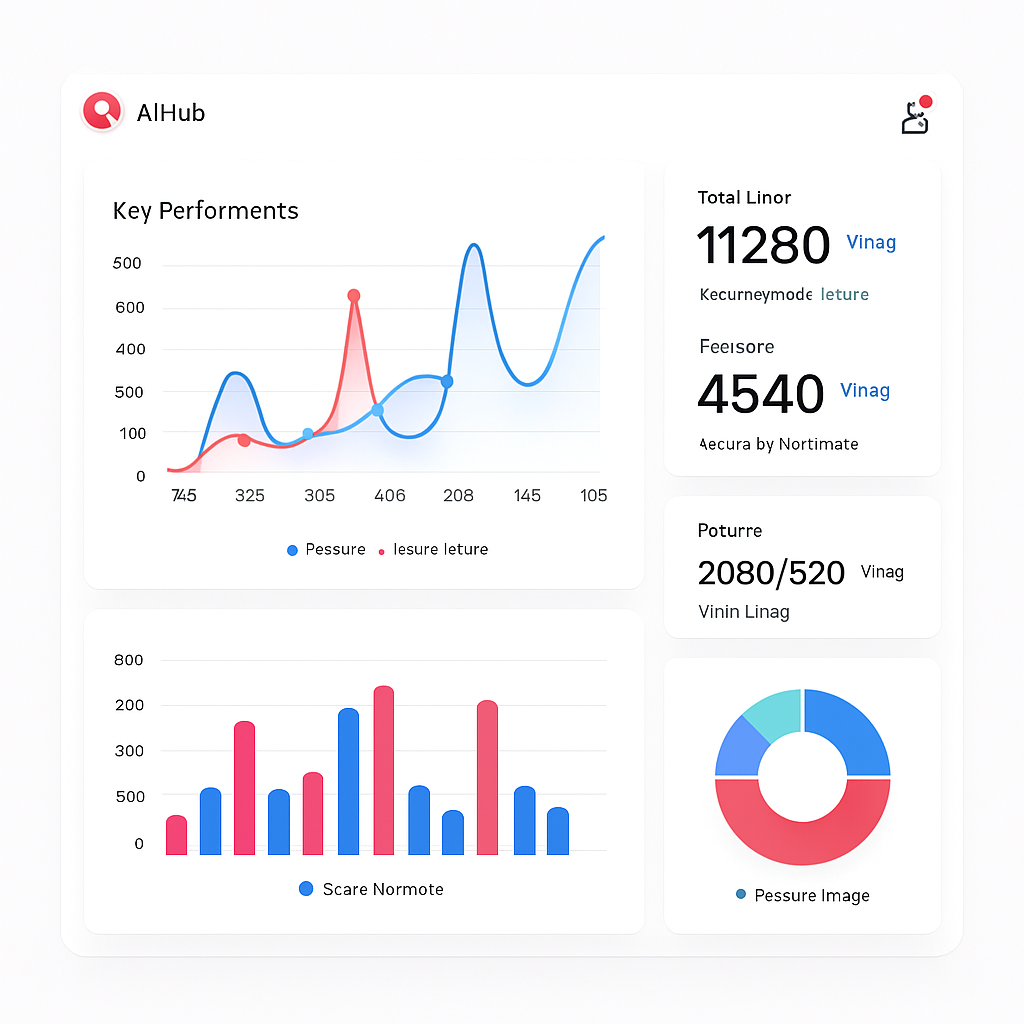 AIHub
Key Performents
500
600
400
500
100
0
745 325 305 406 208 145 105
Pessure lesure leture
Total Linor
11280 Vinag
Kecurneymode leture
Feeisore
4540 Vinag
Aecura by Nortimate
Poturre
2080/520 Vinag
Vinin Linag
800
200
300
500
0
Scare Normote
Pessure Image